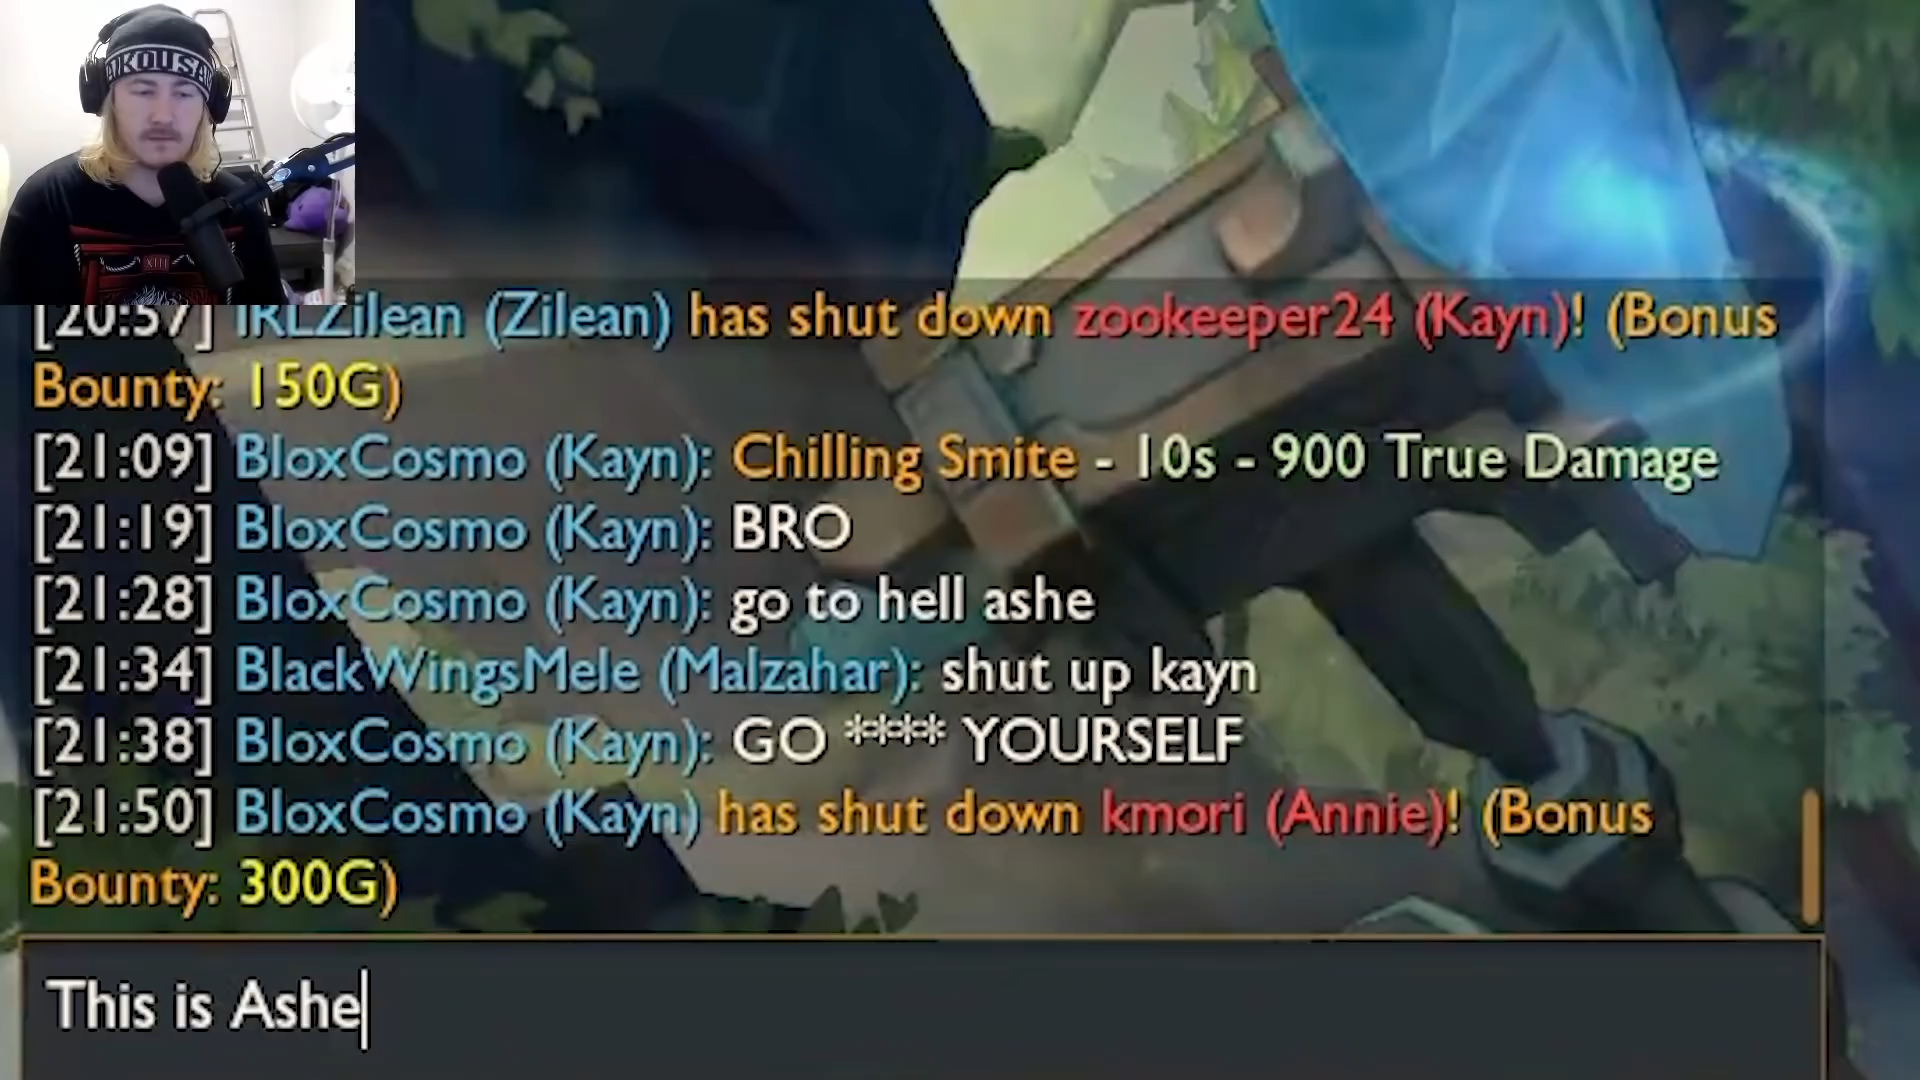 XIII
[20:57] IRLZilean (Zilean) has shut down zookeeper24 (Kayn)! (Bonus
Bounty: 150G)
[21:09] BloxCosmo (Kayn): Chilling Smite - 10s - 900 True Damage
[21:19] BloxCosmo (Kayn): BRO
[21:28] BloxCosmo (Kayn): go to hell ashe
[21:34] BlackWingsMele (Malzahar): shut up kayn
[21:38] BloxCosmo (Kayn): GO **** YOURSELF
[21:50] BloxCosmo (Kayn) has shut down kmori (Annie)! (Bonus
Bounty: 300G)
This is Ashe